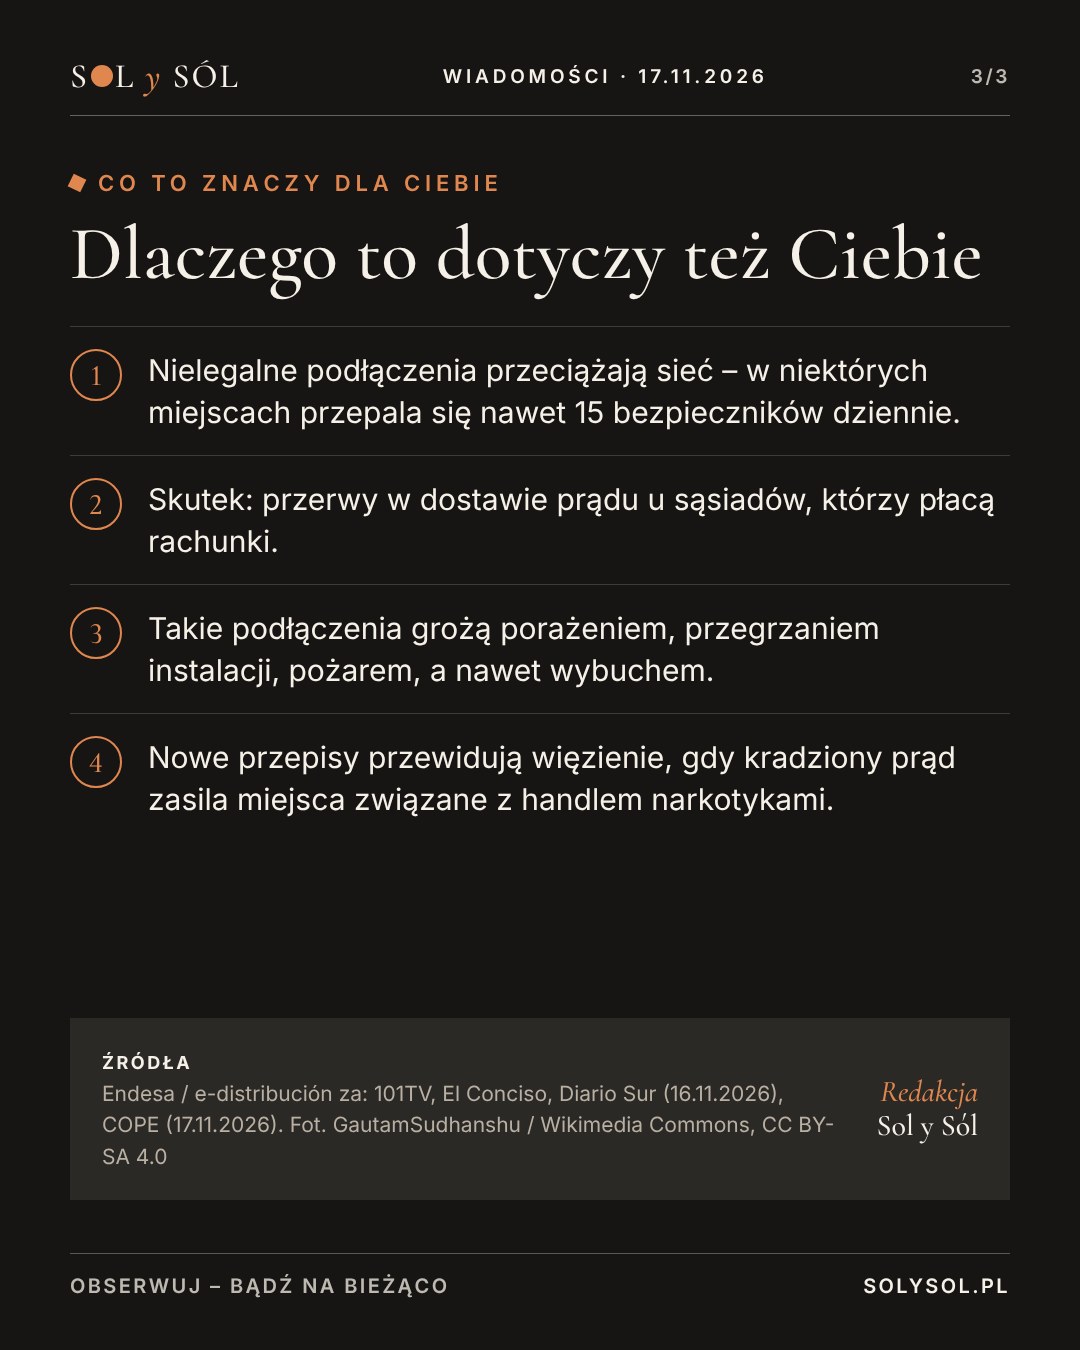 SOL y SÓL
WIADOMOŚCI · 17.11.2026
3/3
CO TO ZNACZY DLA CIEBIE
Dlaczego to dotyczy też Ciebie
1
Nielegalne podłączenia przeciążają sieć – w niektórych
miejscach przepala się nawet 15 bezpieczników dziennie.
2
Skutek: przerwy w dostawie prądu u sąsiadów, którzy płacą
rachunki.
3
Takie podłączenia grożą porażeniem, przegrzaniem
instalacji, pożarem, a nawet wybuchem.
4
Nowe przepisy przewidują więzienie, gdy kradziony prąd
zasila miejsca związane z handlem narkotykami.
ŹRÓDŁA
Endesa / e-distribución za: 101TV, El Conciso, Diario Sur (16.11.2026),
COPE (17.11.2026). Fot. GautamSudhanshu / Wikimedia Commons, CC BY-
SA 4.0
Redakcja
Sol y Sól
OBSERWUJ – BĄDŹ NA BIEŻĄCO
SOLYSOL.PL